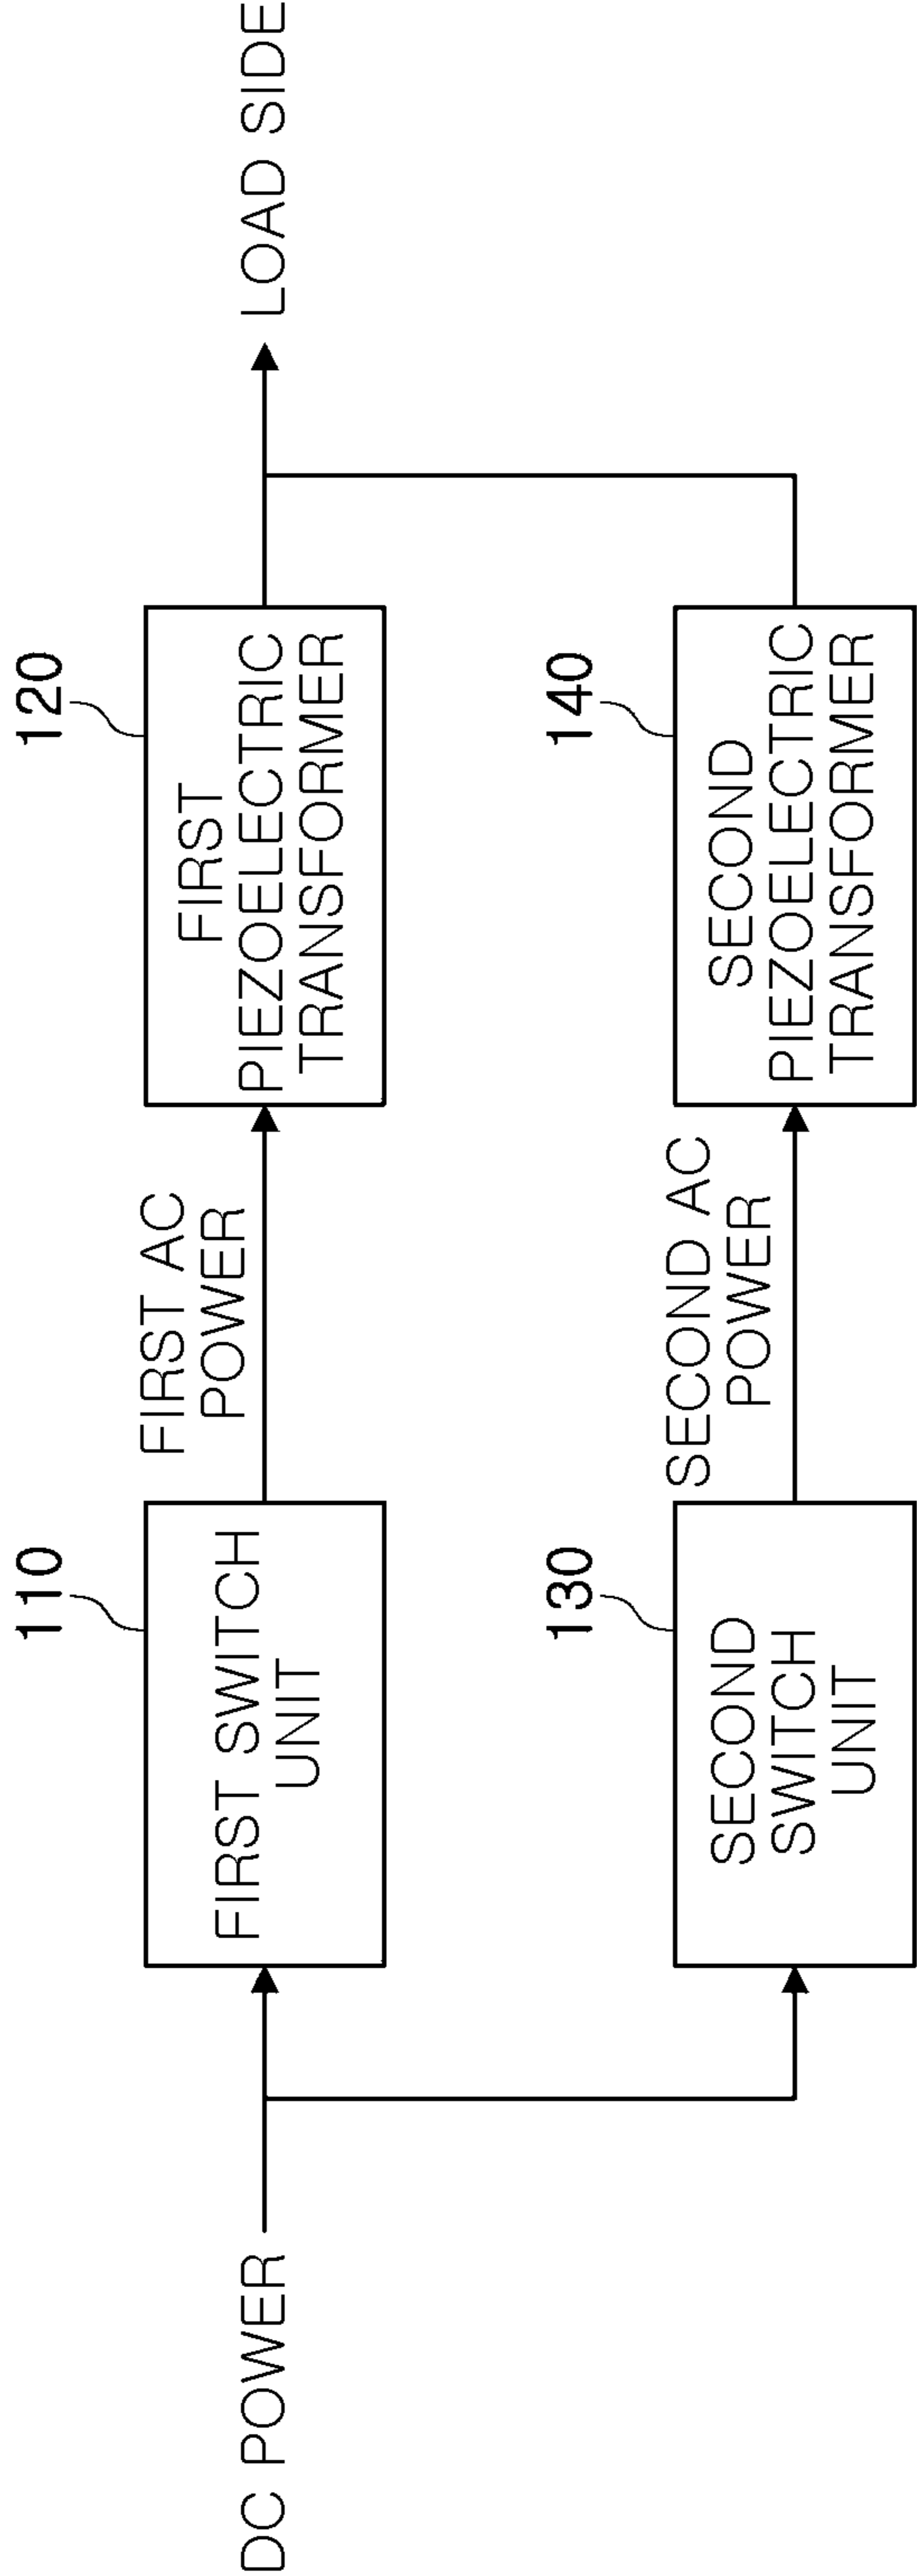 DC POWER
110
FIRST SWITCH
UNIT
FIRST AC
POWER
120
FIRST
PIEZOELECTRIC
TRANSFORMER
LOAD SIDE
130
SECOND
SWITCH
UNIT
SECOND AC
POWER
140
SECOND
PIEZOELECTRIC
TRANSFORMER